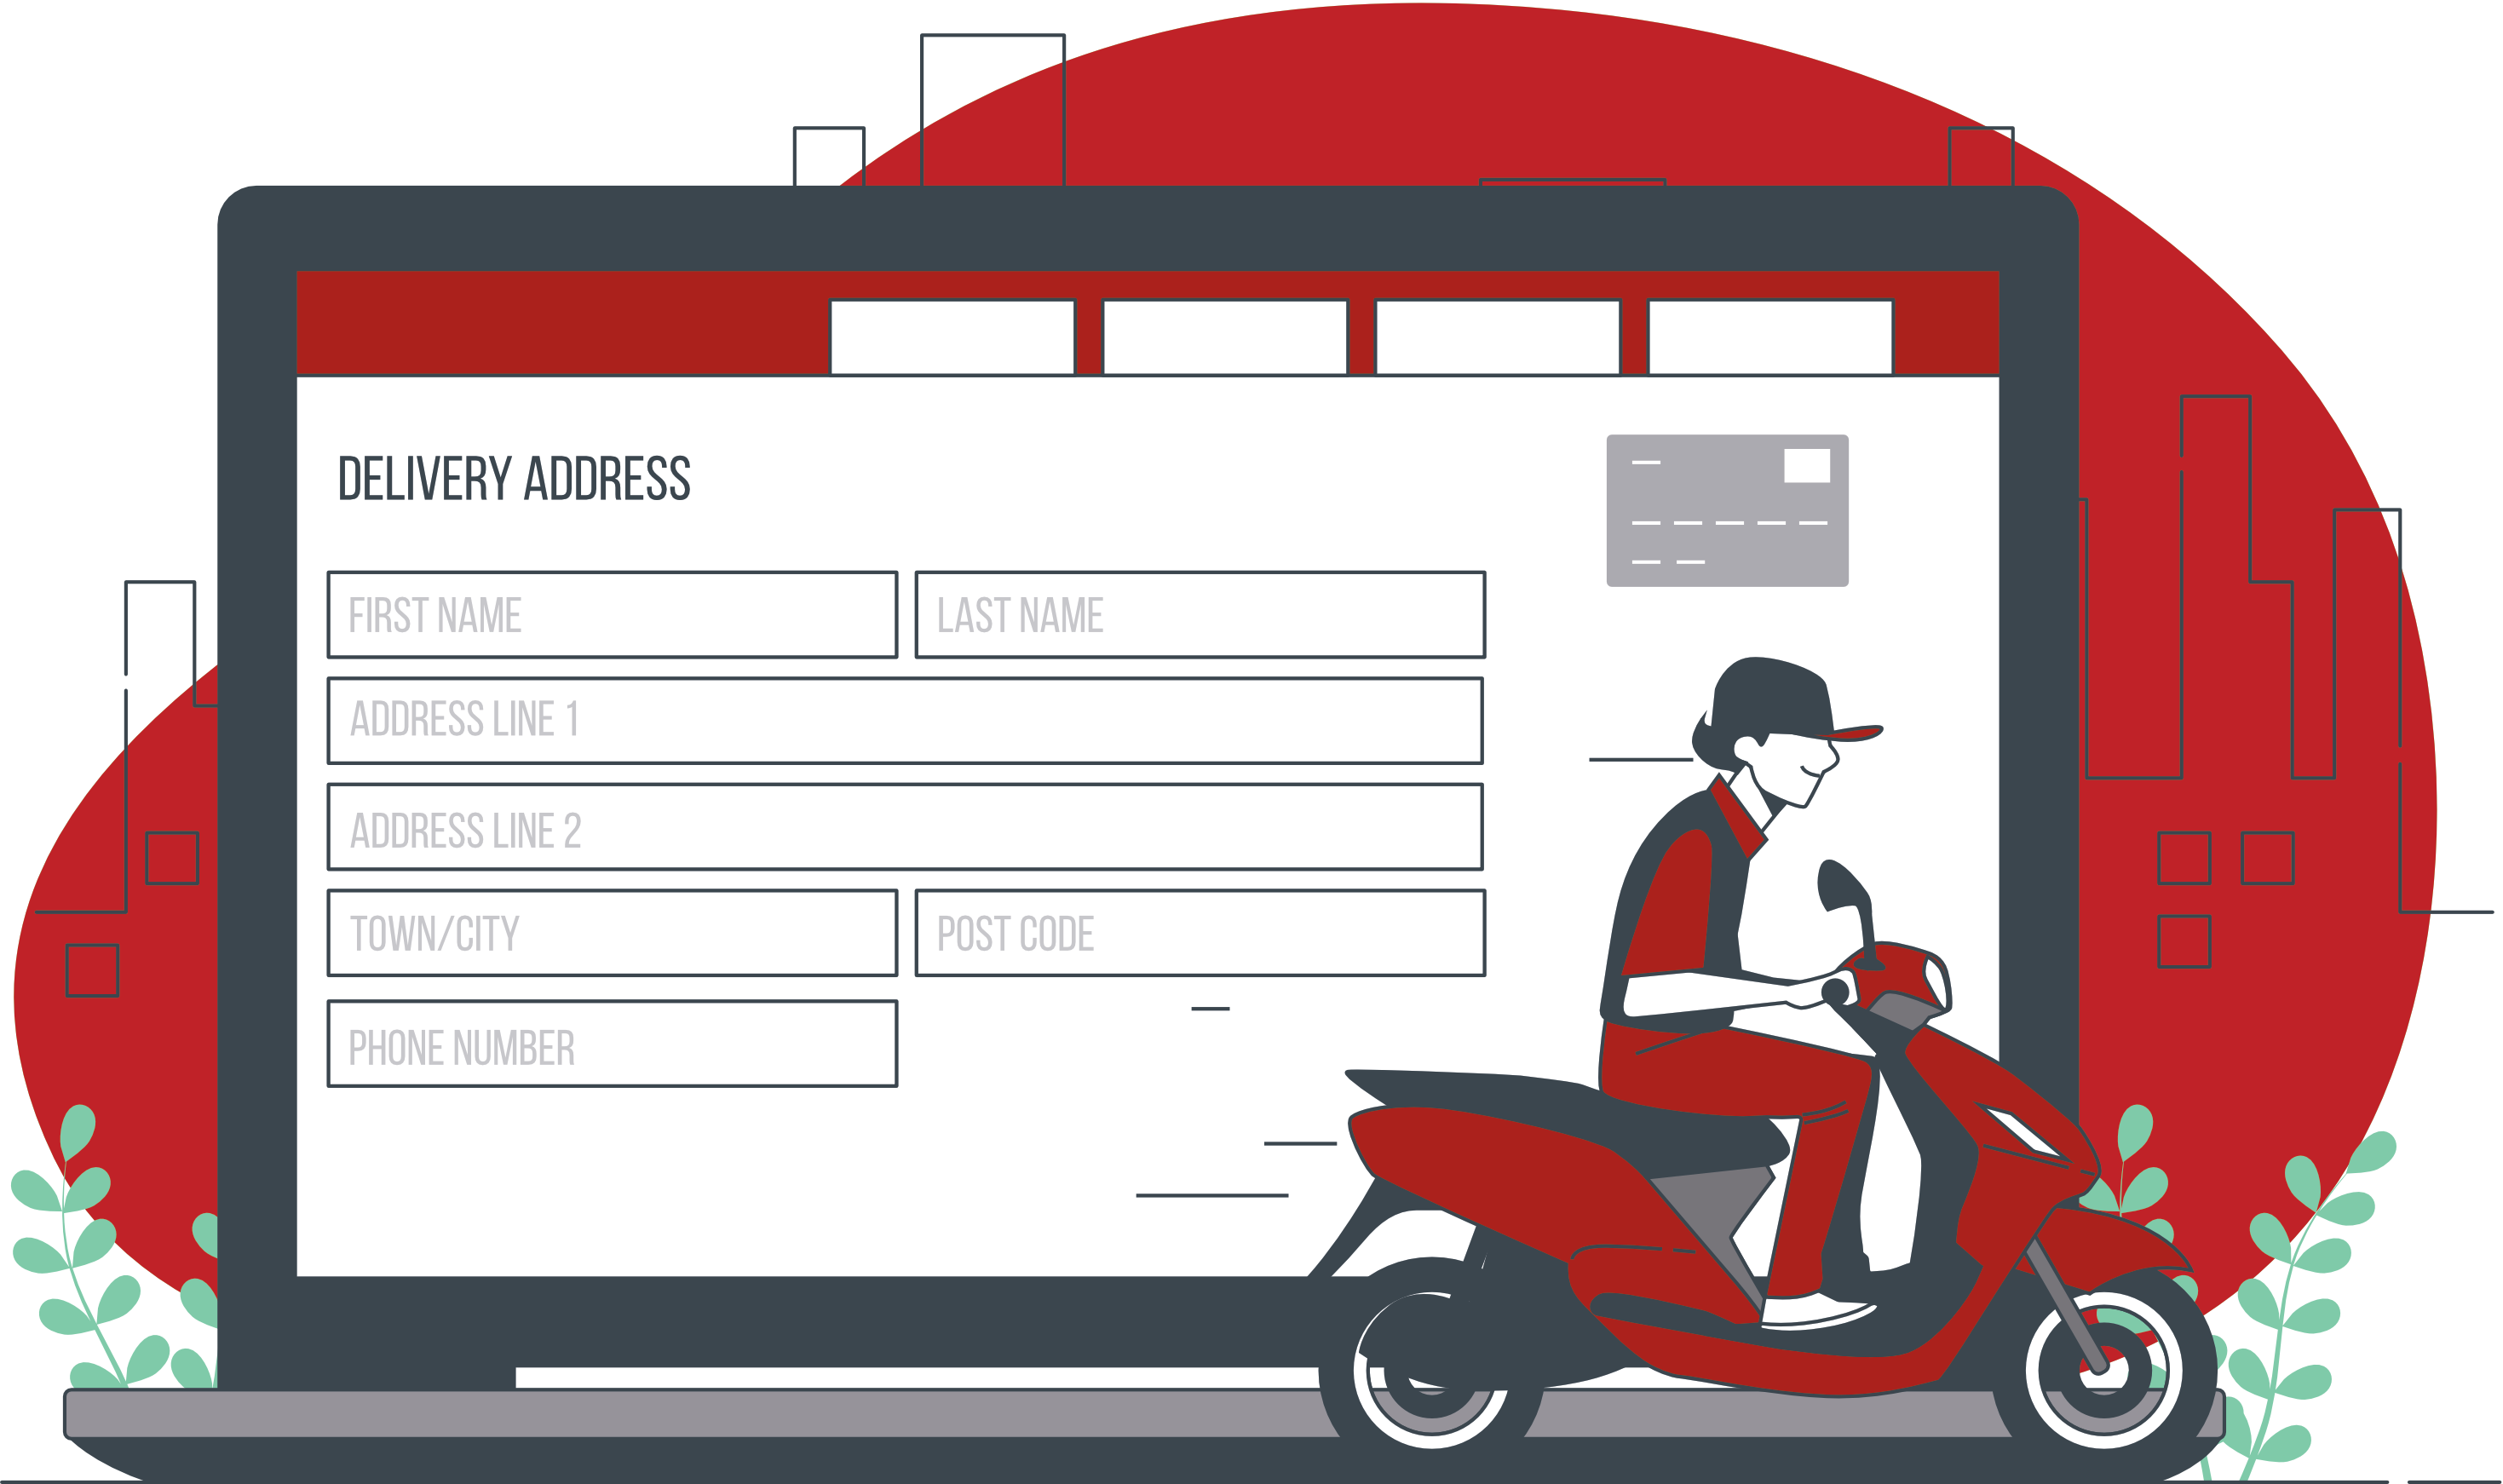 DELIVERY ADDRESS
FIRST NAME
LAST NAME
ADDRESS LINE 1
ADDRESS LINE 2
TOWN/CITY
POST CODE
PHONE NUMBER